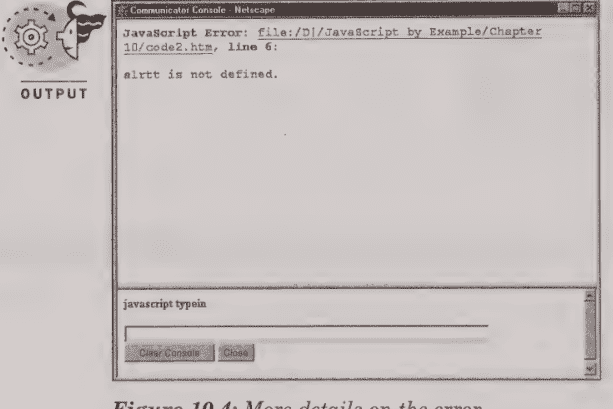 Communicator Console - Netscape
JavaScript Error: file:/D|/JavaScript by Example/Chapter
10/code2.htm, line 6:
alrtt is not defined.
OUTPUT
javascript typein
Clear Console
Close
Figure 10.4: More details on the error.